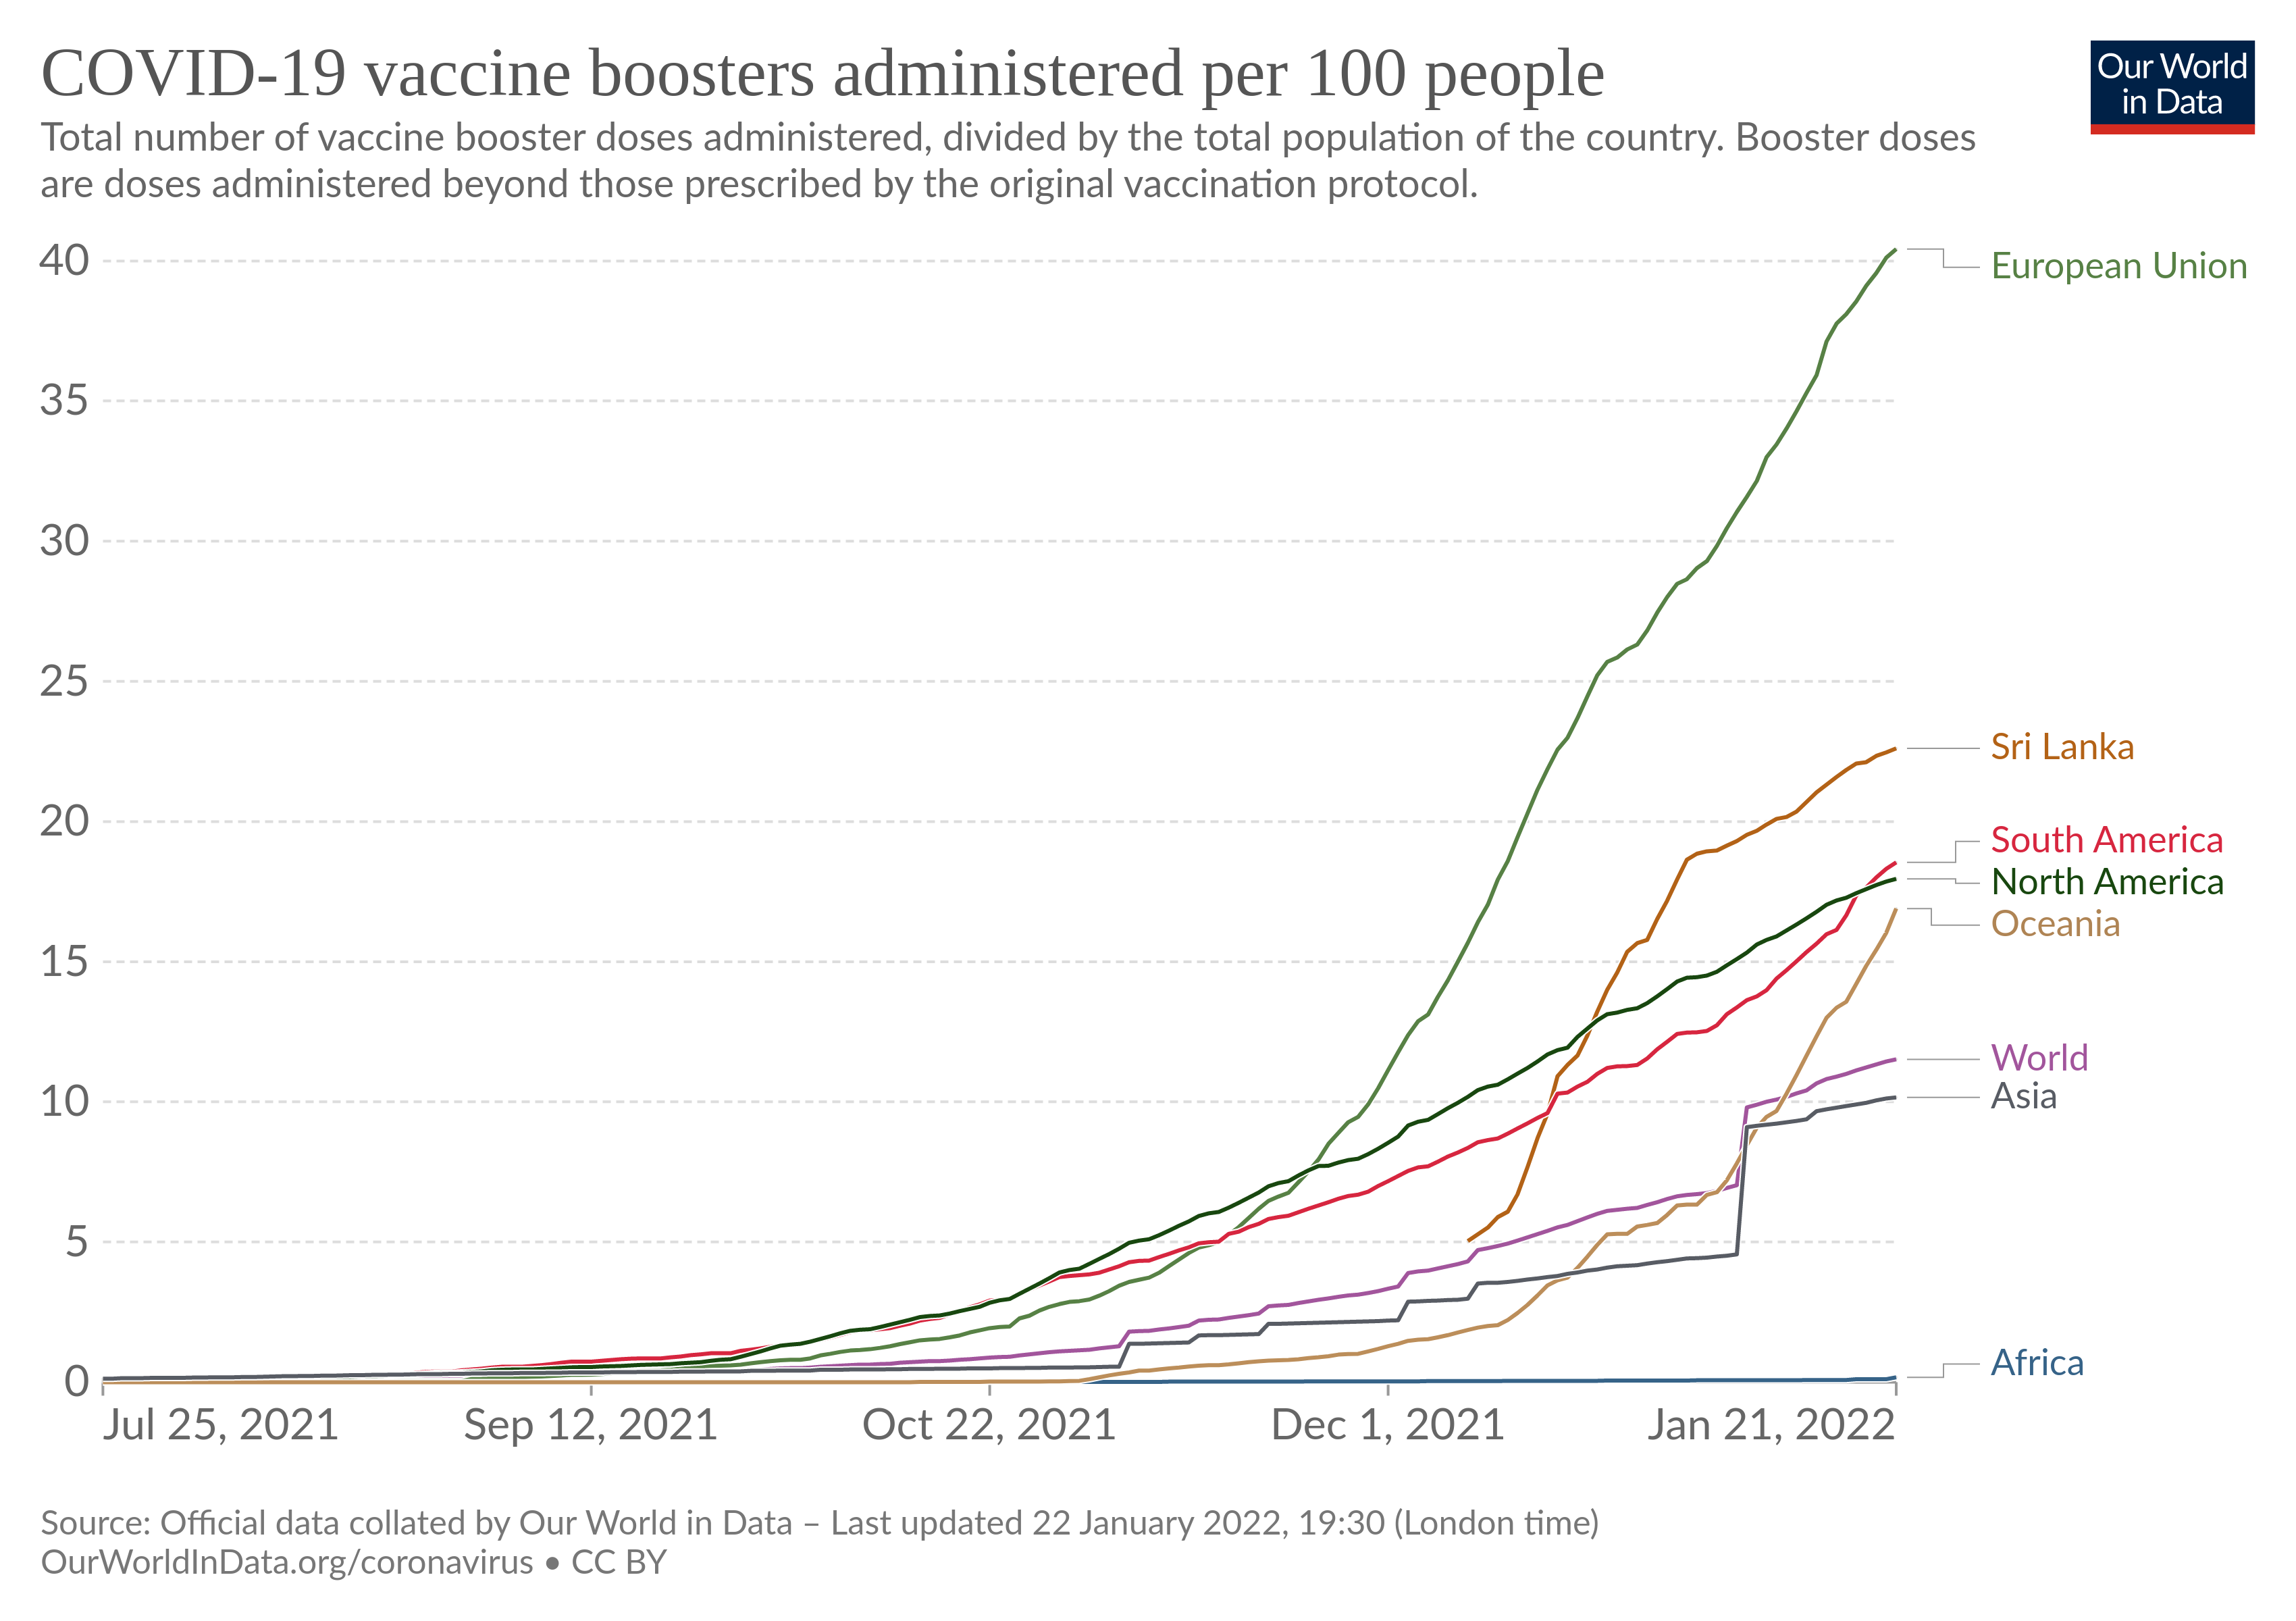 COVID-19 vaccine boosters administered per 100 people
Our World
in Data
Total number of vaccine booster doses administered, divided by the total population of the country. Booster doses
are doses administered beyond those prescribed by the original vaccination protocol.
40
35
30
25
20
15
10
5
0
European Union
Sri Lanka
South America
North America
Oceania
World
Asia
Africa
Jul 25, 2021
Sep 12, 2021
Oct 22, 2021
Dec 1, 2021
Jan 21, 2022
Source: Official data collated by Our World in Data – Last updated 22 January 2022, 19:30 (London time)
OurWorldInData.org/coronavirus • CC BY